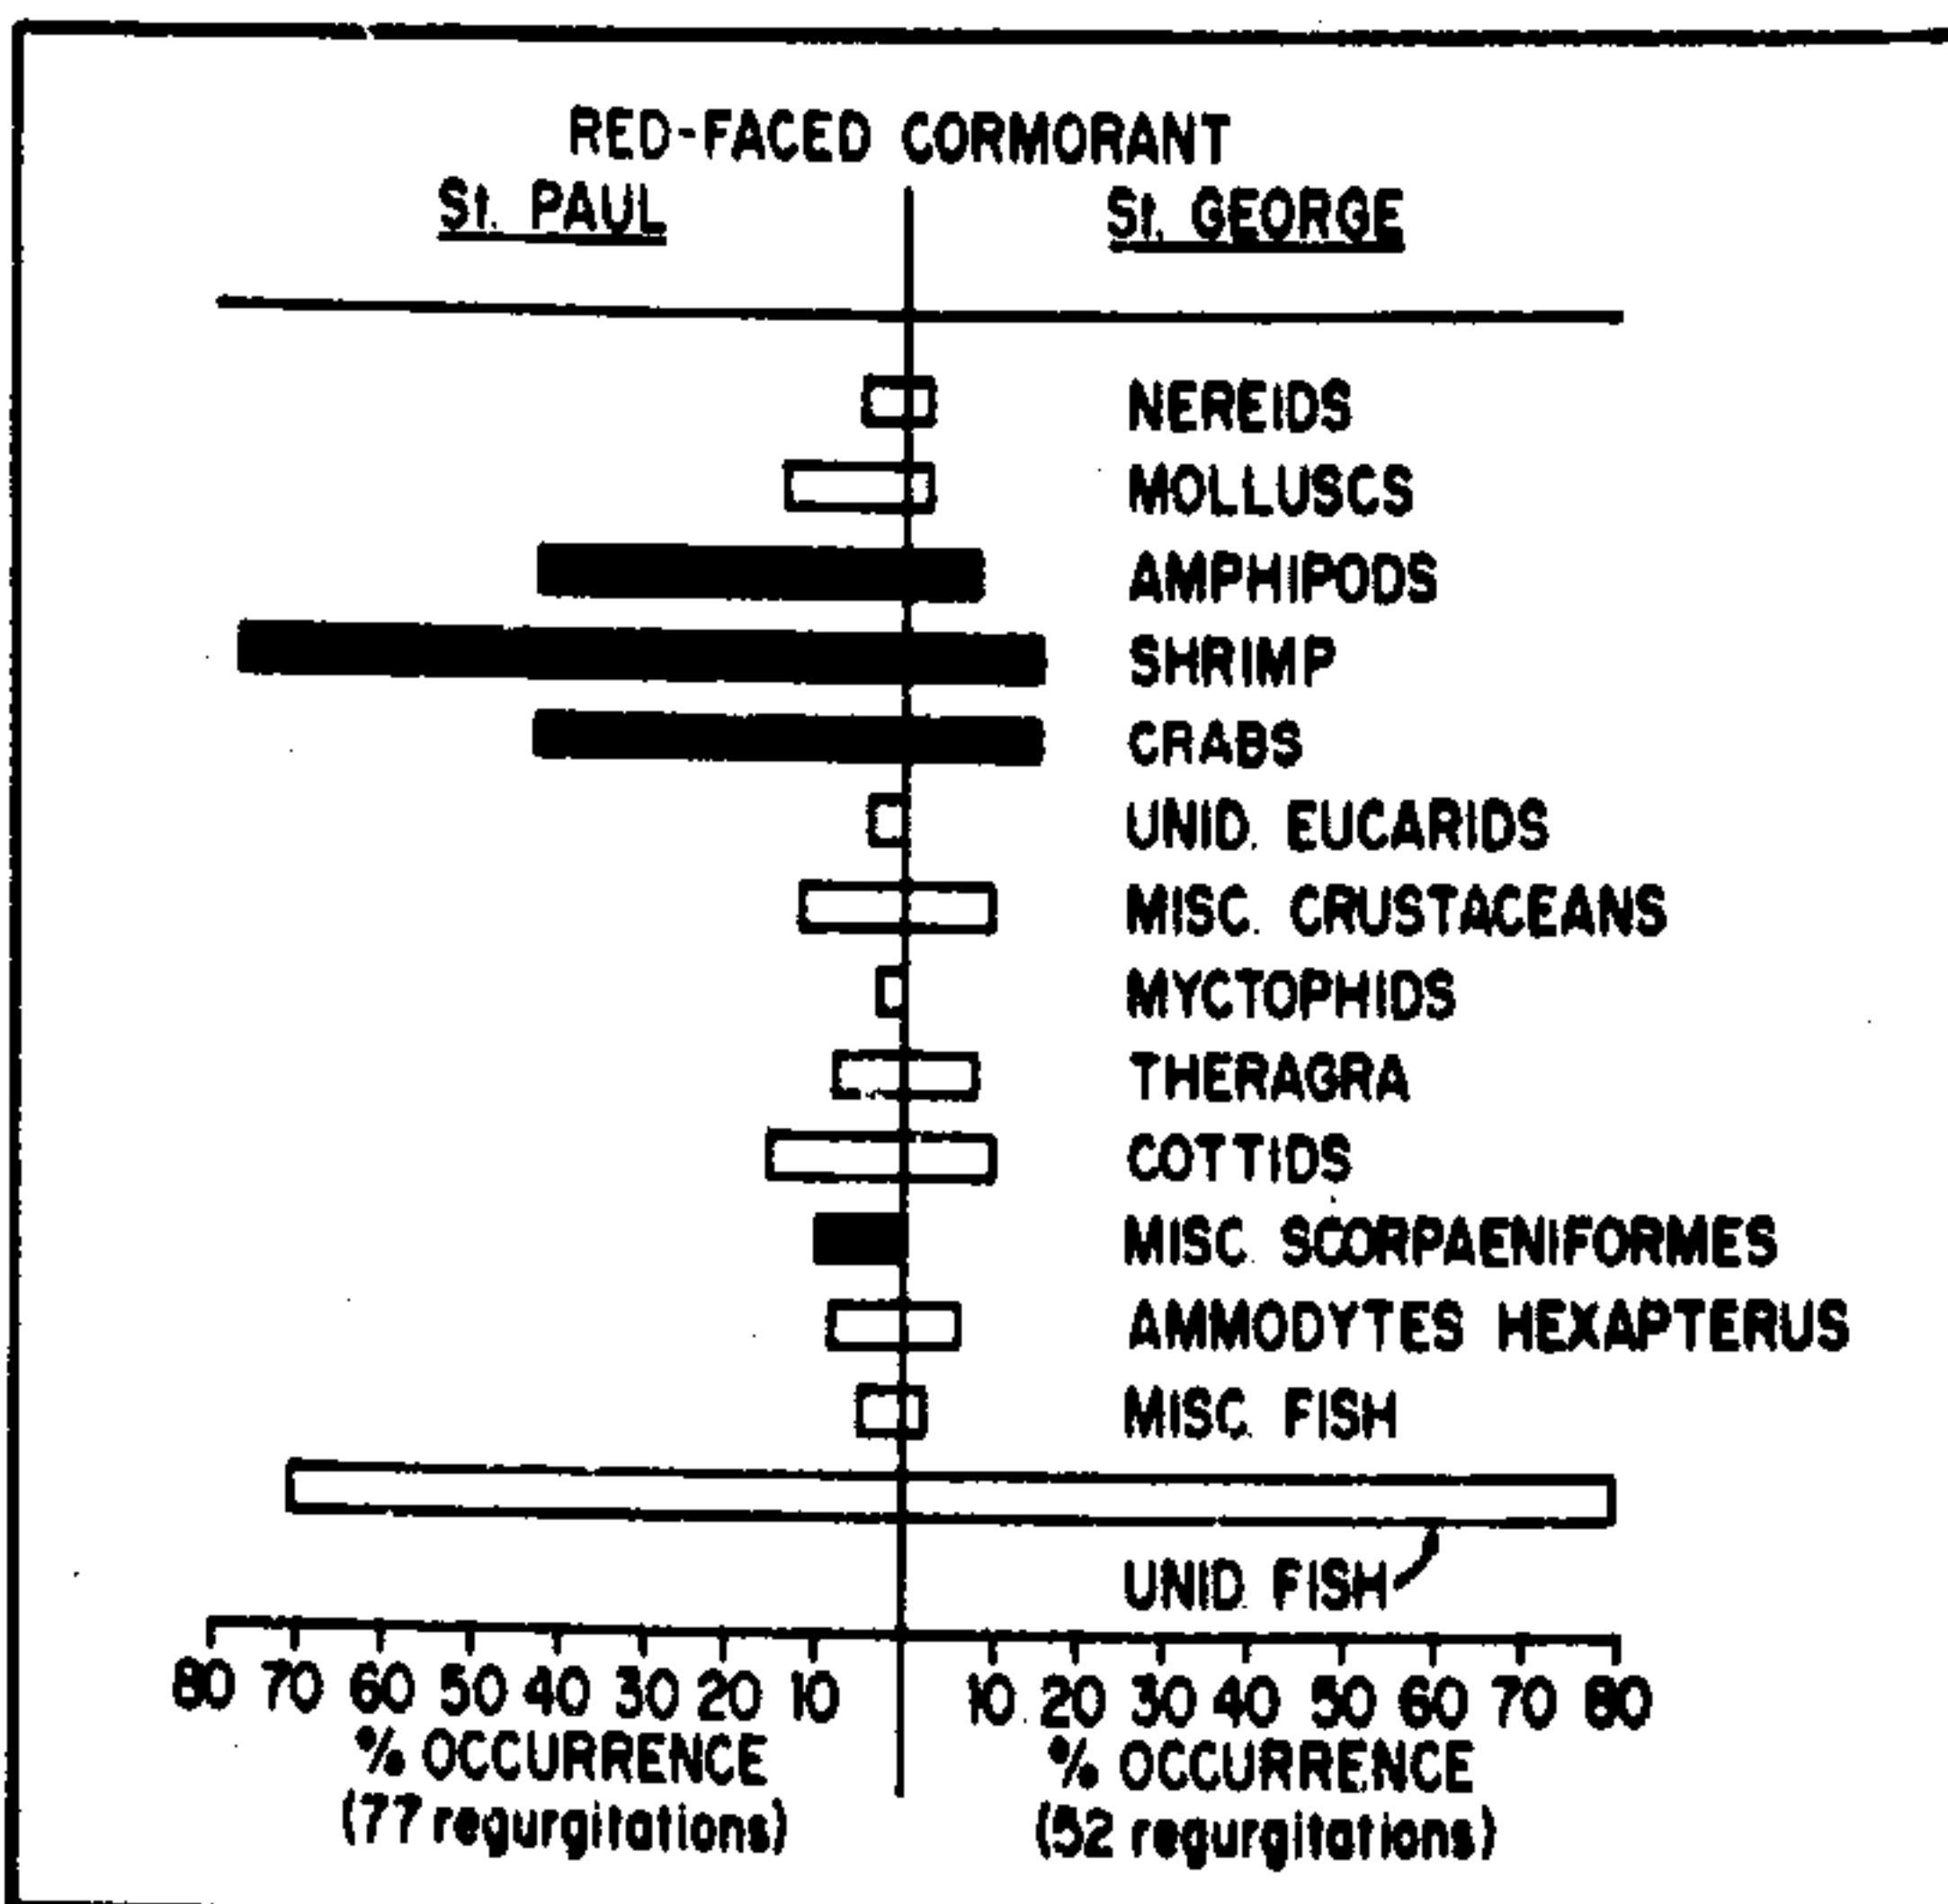 RED-FACED CORMORANT
St. PAUL St. GEORGE
NEREIDS
MOLLUSCS
AMPHIPODS
SHRIMP
CRABS
UNID. EUCARIDS
MISC. CRUSTACEANS
MYCTOPHIDS
THERAGRA
COTTIDS
MISC. SCORPAENIFORMES
AMMODYTES HEXAPTERUS
MISC. FISH
UNID. FISH
80 70 60 50 40 30 20 10 10 20 30 40 50 60 70 80
% OCCURRENCE % OCCURRENCE
(77 regurgitations) (52 regurgitations)